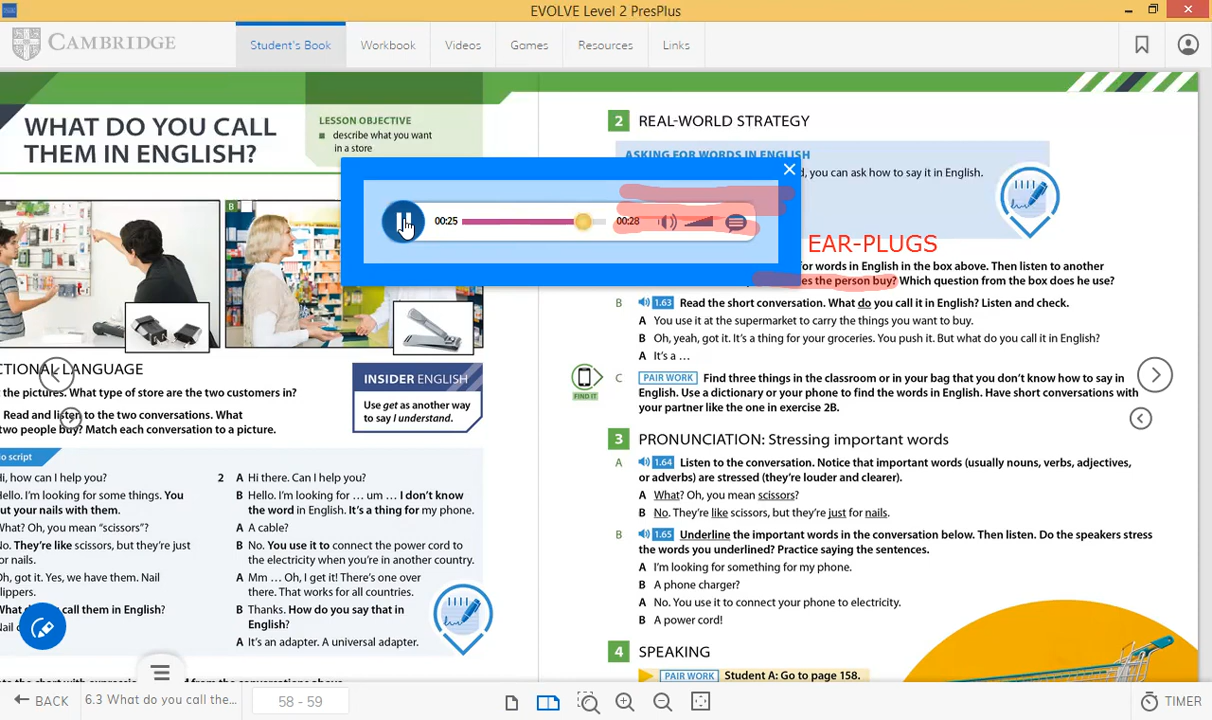 EVOLVE Level 2 PresPlus
CAMBRIDGE
Student's Book
Workbook
Videos
Games
Resources
Links
WHAT DO YOU CALL
THEM IN ENGLISH?
LESSON OBJECTIVE
■ describe what you want
in a store
B
CTIONAL LANGUAGE
the pictures. What type of store are the two customers in?
Read and listen to the two conversations. What
two people buy? Match each conversation to a picture.
INSIDER ENGLISH
Use get as another way
to say I understand.
io script
Hi, how can I help you?
Hello. I'm looking for some things. You
ut your nails with them.
What? Oh, you mean "scissors"?
No. They're like scissors, but they're just
or nails.
Oh, got it. Yes, we have them. Nail
lippers.
What call them in English?
Nail
2 A Hi there. Can I help you?
B Hello. I'm looking for … um … I don't know
the word in English. It's a thing for my phone.
A A cable?
B No. You use it to connect the power cord to
the electricity when you're in another country.
A Mm … Oh, I get it! There's one over
there. That works for all countries.
B Thanks. How do you say that in
English?
A It's an adapter. A universal adapter.
00:25
00:28
2 REAL-WORLD STRATEGY
ASKING FOR WORDS IN ENGLISH
d, you can ask how to say it in English.
EAR-PLUGS
for words in English in the box above. Then listen to another
es the person buy? Which question from the box does he use?
B 1.63 Read the short conversation. What do you call it in English? Listen and check.
A You use it at the supermarket to carry the things you want to buy.
B Oh, yeah, got it. It's a thing for your groceries. You push it. But what do you call it in English?
A It's a …
FIND IT
C PAIR WORK Find three things in the classroom or in your bag that you don't know how to say in
English. Use a dictionary or your phone to find the words in English. Have short conversations with
your partner like the one in exercise 2B.
3 PRONUNCIATION: Stressing important words
A 1.64 Listen to the conversation. Notice that important words (usually nouns, verbs, adjectives,
or adverbs) are stressed (they're louder and clearer).
A What? Oh, you mean scissors?
B No. They're like scissors, but they're just for nails.
B 1.65 Underline the important words in the conversation below. Then listen. Do the speakers stress
the words you underlined? Practice saying the sentences.
A I'm looking for something for my phone.
B A phone charger?
A No. You use it to connect your phone to electricity.
B A power cord!
4 SPEAKING
PAIR WORK Student A: Go to page 158.
BACK
6.3 What do you call the...
58 - 59
TIMER